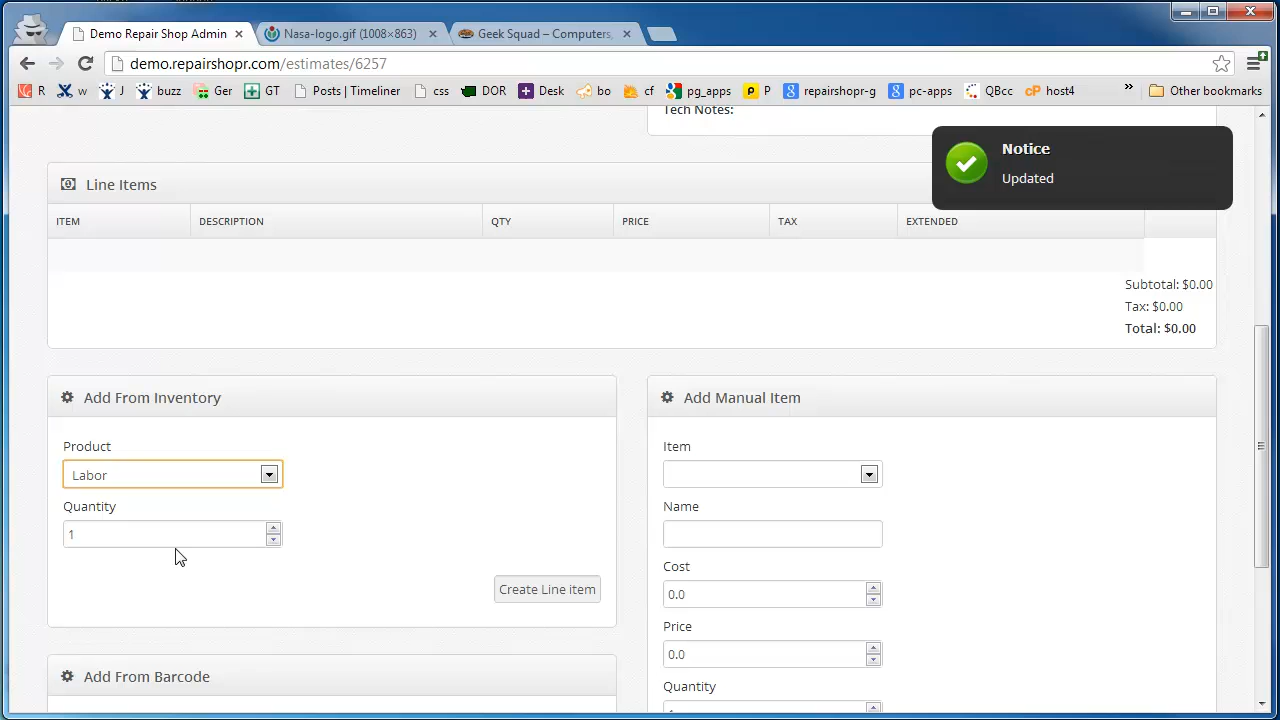 Demo Repair Shop Admin
Nasa-logo.gif (1008×863)
Geek Squad – Computers,
demo.repairshopr.com/estimates/6257
R w J buzz Ger GT Posts | Timeliner css DOR Desk bo cf pg_apps P repairshopr-g pc-apps QBcc host4 » Other bookmarks
Tech Notes:
Notice
Updated
Line Items
ITEM DESCRIPTION QTY PRICE TAX EXTENDED
Subtotal: $0.00
Tax: $0.00
Total: $0.00
Add From Inventory
Product
Labor
Quantity
1
Create Line item
Add From Barcode
Add Manual Item
Item
Name
Cost
0.0
Price
0.0
Quantity